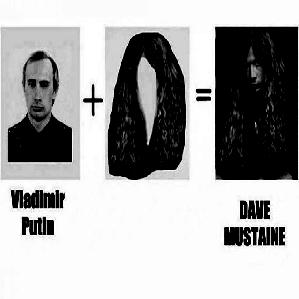 + =
Vladimir
Putin
DAVE
MUSTAINE